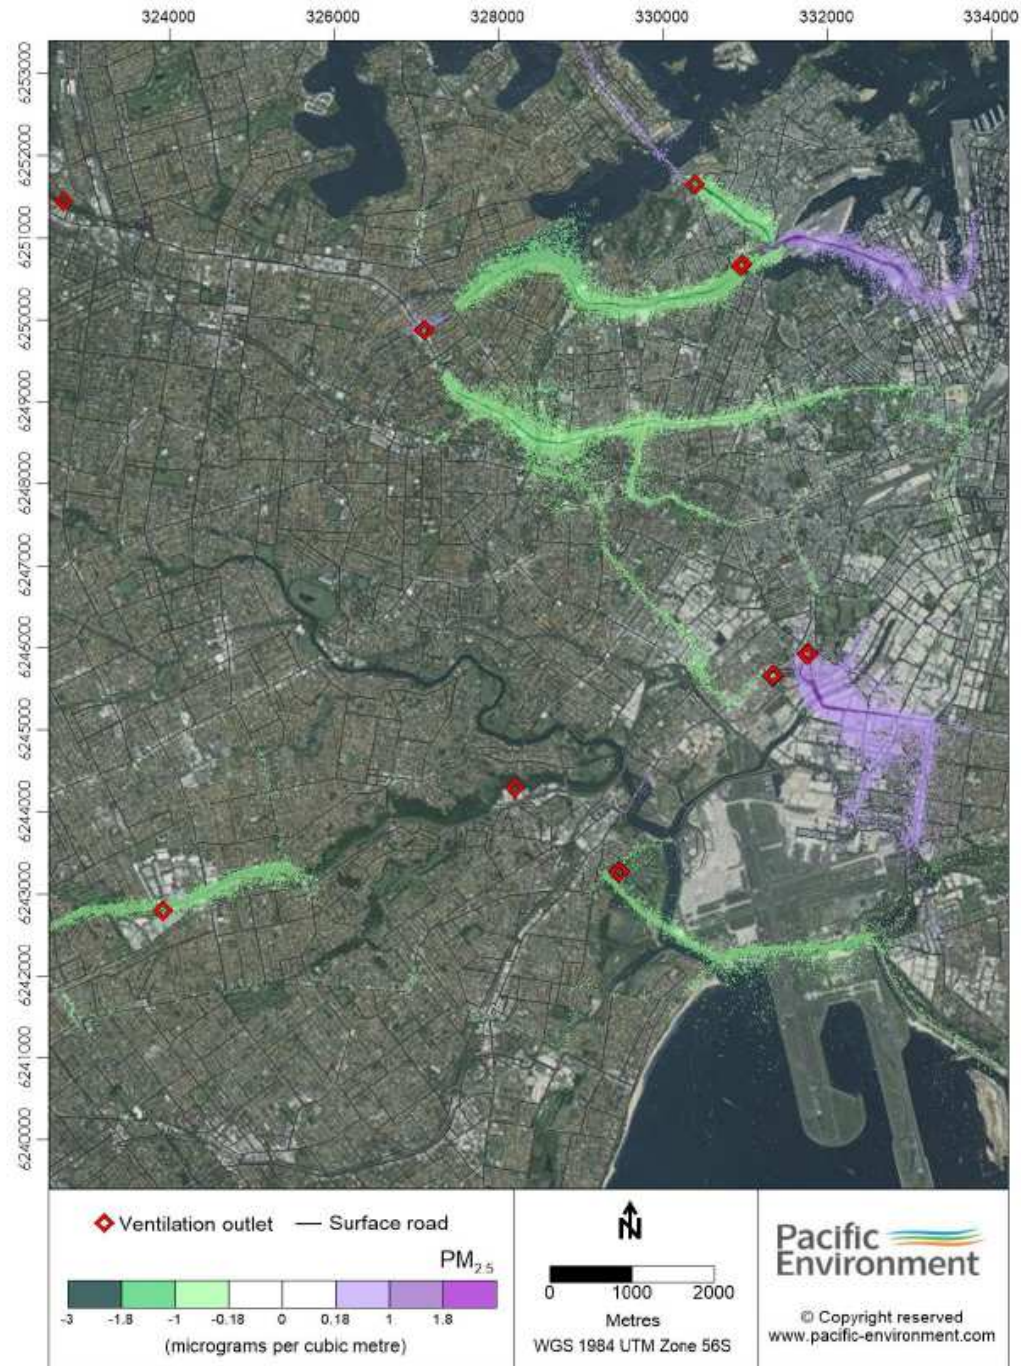 324000 326000 328000 330000 332000 334000
6253000
6252000
6251000
6250000
6249000
6248000
6247000
6246000
6245000
6244000
6243000
6242000
6241000
6240000
Ventilation outlet — Surface road
PM2.5
-3 -1.8 -1 -0.18 0 0.18 1 1.8
(micrograms per cubic metre)
N
0 1000 2000
Metres
WGS 1984 UTM Zone 56S
Pacific
Environment
© Copyright reserved
www.pacific-environment.com